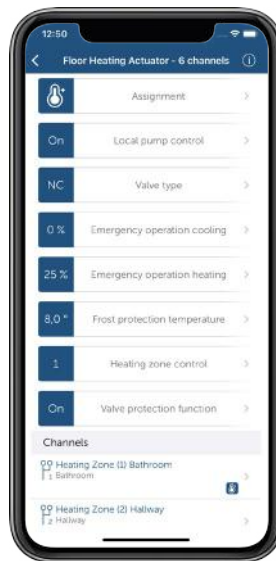 12:50
Floor Heating Actuator - 6 channels
Assignment
On Local pump control
NC Valve type
0 % Emergency operation cooling
25 % Emergency operation heating
8,0 ° Frost protection temperature
1 Heating zone control
On Valve protection function
Channels
Heating Zone (1) Bathroom
1 Bathroom
Heating Zone (2) Hallway
2 Hallway